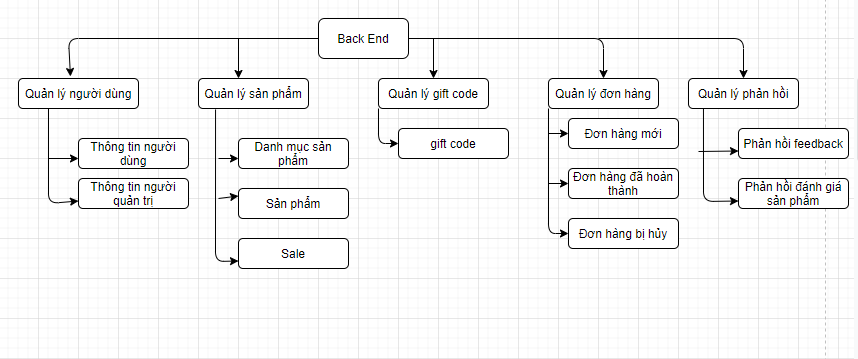 Back End
Quản lý người dùng
Quản lý sản phẩm
Quản lý gift code
Quản lý đơn hàng
Quản lý phản hồi
Thông tin người
dùng
Thông tin người
quản trị
Danh mục sản
phẩm
Sản phẩm
Sale
gift code
Đơn hàng mới
Đơn hàng đã hoàn
thành
Đơn hàng bị hủy
Phản hồi feedback
Phản hồi đánh giá
sản phẩm